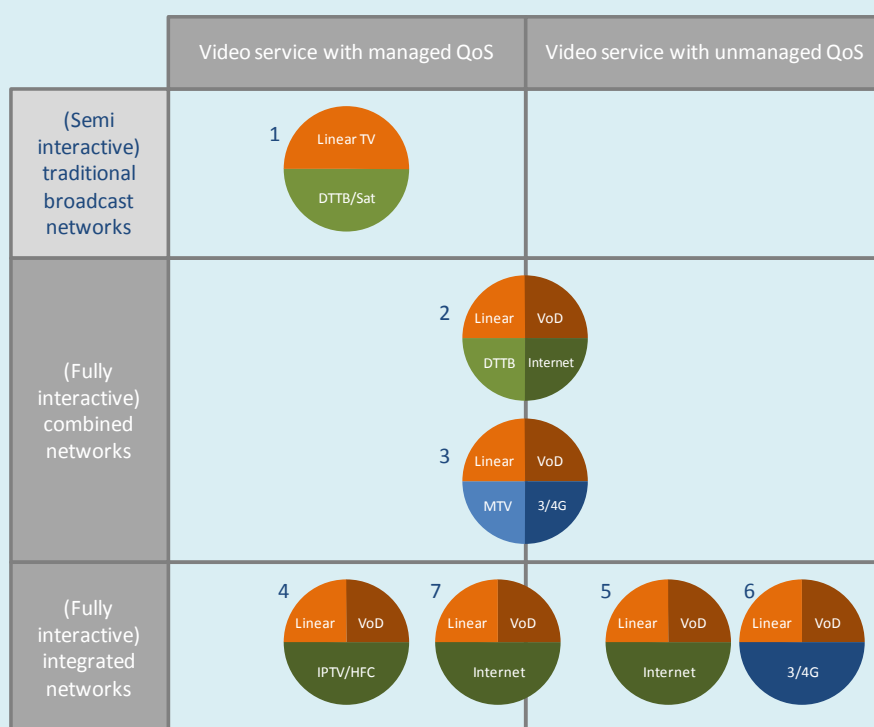 Video service with managed QoS
Video service with unmanaged QoS
(Semi
interactive)
traditional
broadcast
networks
1
Linear TV
DTTB/Sat
(Fully
interactive)
combined
networks
2
Linear
VoD
DTTB
Internet
3
Linear
VoD
MTV
3/4G
(Fully
interactive)
integrated
networks
4
Linear
VoD
IPTV/HFC
7
Linear
VoD
Internet
5
Linear
VoD
Internet
6
Linear
VoD
3/4G